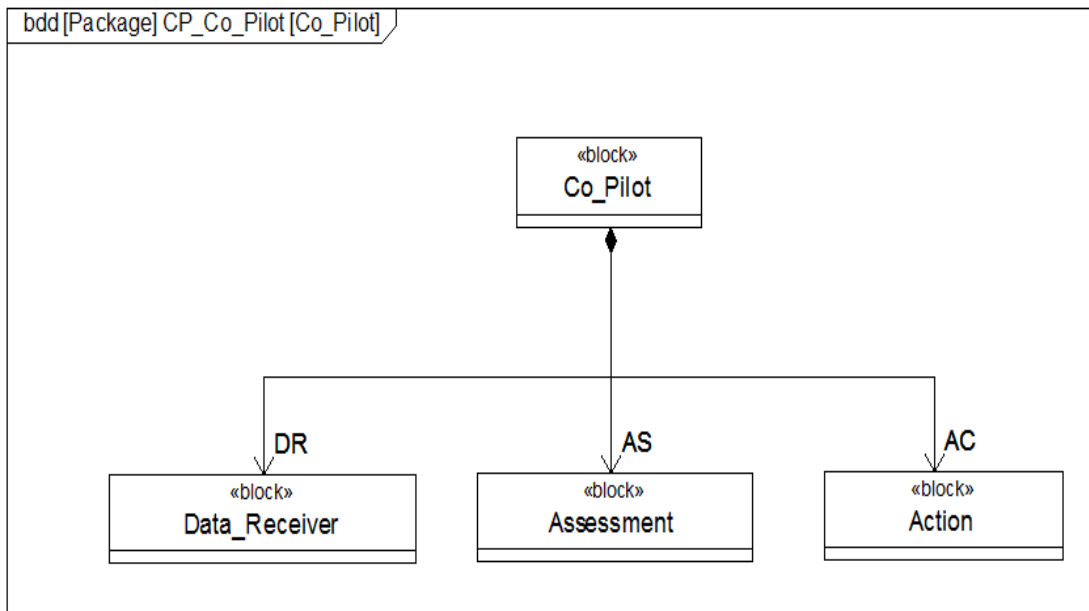 bdd [Package] CP_Co_Pilot [Co_Pilot]
«block»
Co_Pilot
DR
AS
AC
«block»
Data_Receiver
«block»
Assessment
«block»
Action